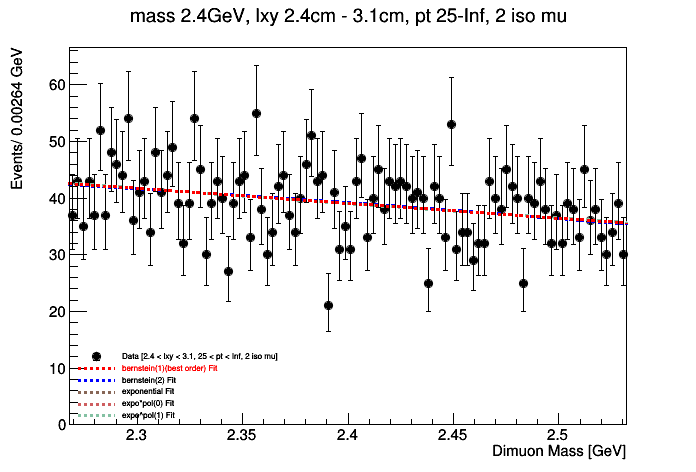 mass 2.4GeV, lxy 2.4cm - 3.1cm, pt 25-Inf, 2 iso mu
Events/ 0.00264 GeV
60
50
40
30
20
10
0
Data [2.4 < lxy < 3.1, 25 < pt < Inf, 2 iso mu]
bernstein(1)(best order) Fit
bernstein(2) Fit
exponential Fit
expo*pol(0) Fit
expo*pol(1) Fit
2.3 2.35 2.4 2.45 2.5
Dimuon Mass [GeV]